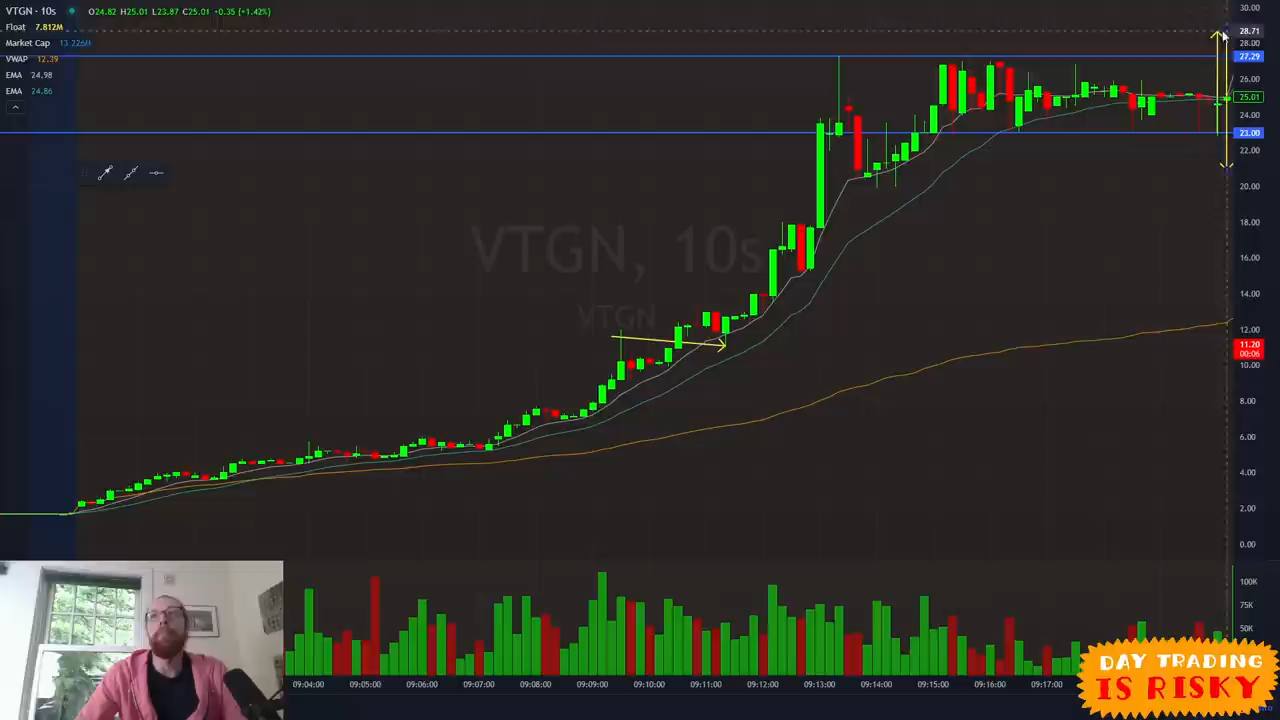 VTGN · 10s O24.82 H25.01 L23.87 C25.01 +0.35 (+1.42%)
Float 7.812M
Market Cap 13.226M
VWAP 12.39
EMA 24.98
EMA 24.86
30.00
28.71
28.00
27.29
26.00
25.01
24.00
23.00
22.00
20.00
18.00
16.00
14.00
12.00
11.20
00:06
10.00
8.00
6.00
4.00
2.00
0.00
VTGN, 10s
VTGN
100K
75K
50K
09:04:00 09:05:00 09:06:00 09:07:00 09:08:00 09:09:00 09:10:00 09:11:00 09:12:00 09:13:00 09:14:00 09:15:00 09:16:00 09:17:00
DAY TRADING
IS RISKY